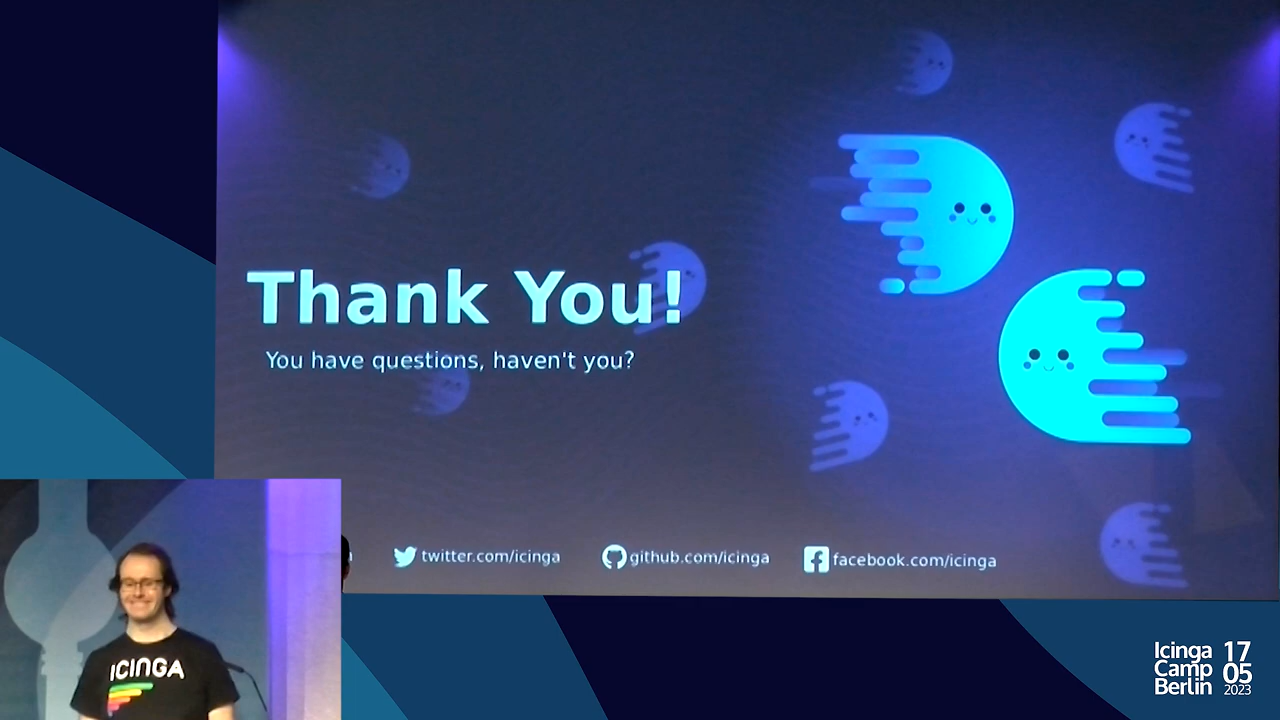 Thank You!
You have questions, haven't you?
twitter.com/icinga
github.com/icinga
facebook.com/icinga
ICINGA
Icinga 17
Camp 05
Berlin 2023